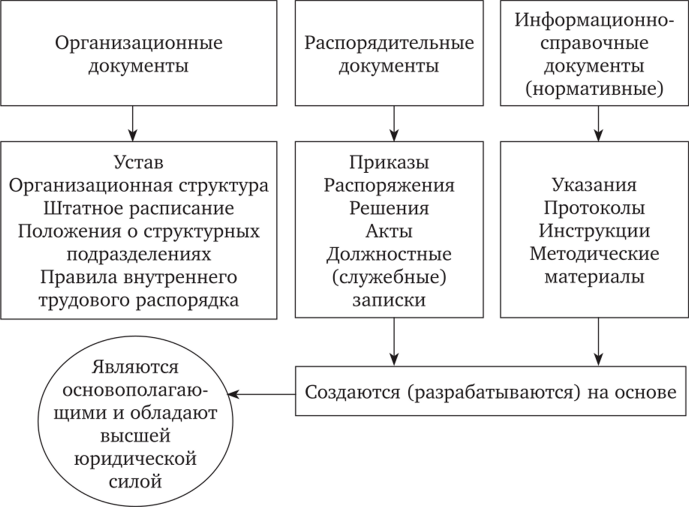 Организационные
документы
Распорядительные
документы
Информационно-
справочные
документы
(нормативные)
Устав
Организационная структура
Штатное расписание
Положения о структурных
подразделениях
Правила внутреннего
трудового распорядка
Приказы
Распоряжения
Решения
Акты
Должностные
(служебные)
записки
Указания
Протоколы
Инструкции
Методические
материалы
Являются
основополагаю-
щими и обладают
высшей
юридической
силой
Создаются (разрабатываются) на основе